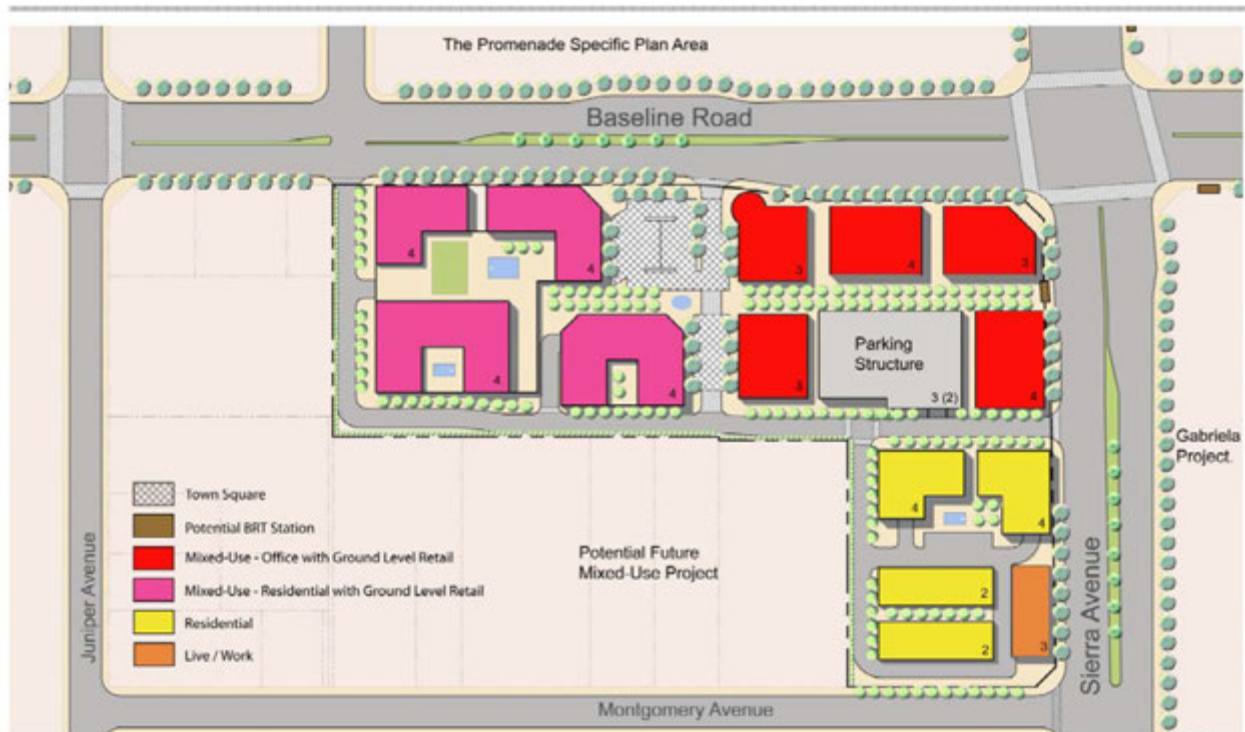 The Promenade Specific Plan Area
Baseline Road
4
4
3
4
3
4
4
3
Parking
Structure
3 (2)
4
Gabriela
Project.
4
4
2
2
3
Potential Future
Mixed-Use Project
Town Square
Potential BRT Station
Mixed-Use - Office with Ground Level Retail
Mixed-Use - Residential with Ground Level Retail
Residential
Live / Work
Juniper Avenue
Sierra Avenue
Montgomery Avenue